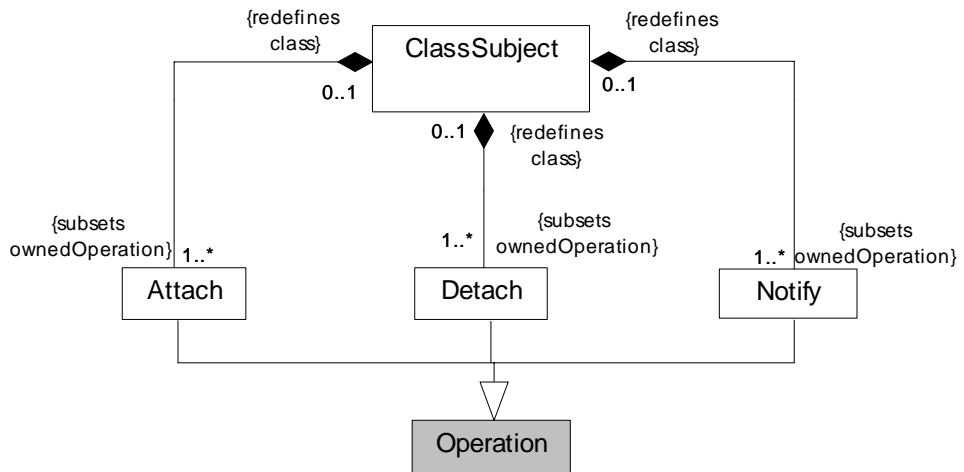 {redefines
class}
ClassSubject
{redefines
class}
0..1
0..1
0..1
{redefines
class}
{subsets
ownedOperation}
1..*
1..*
{subsets
ownedOperation}
1..*
{subsets
ownedOperation}
Attach
Detach
Notify
Operation